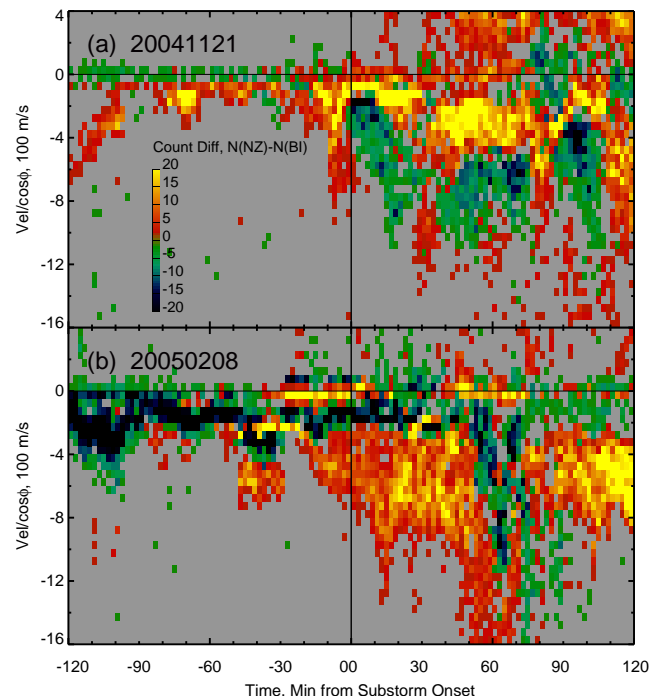 (a) 20041121
4
0
-4
-8
-12
-16
Vel/cosϕ, 100 m/s
Count Diff, N(NZ)-N(BI)
20
15
10
5
0
-5
-10
-15
-20
(b) 20050208
0
-4
-8
-12
-16
Vel/cosϕ, 100 m/s
-120 -90 -60 -30 00 30 60 90 120
Time, Min from Substorm Onset